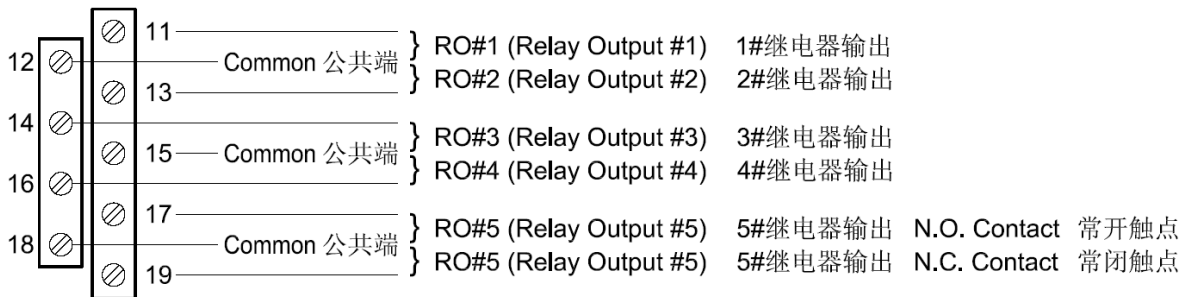 11
12 Common 公共端 } RO#1 (Relay Output #1) 1#继电器输出
13 } RO#2 (Relay Output #2) 2#继电器输出
14 } RO#3 (Relay Output #3) 3#继电器输出
15 Common 公共端
16 } RO#4 (Relay Output #4) 4#继电器输出
17 } RO#5 (Relay Output #5) 5#继电器输出 N.O. Contact 常开触点
18 Common 公共端
19 } RO#5 (Relay Output #5) 5#继电器输出 N.C. Contact 常闭触点